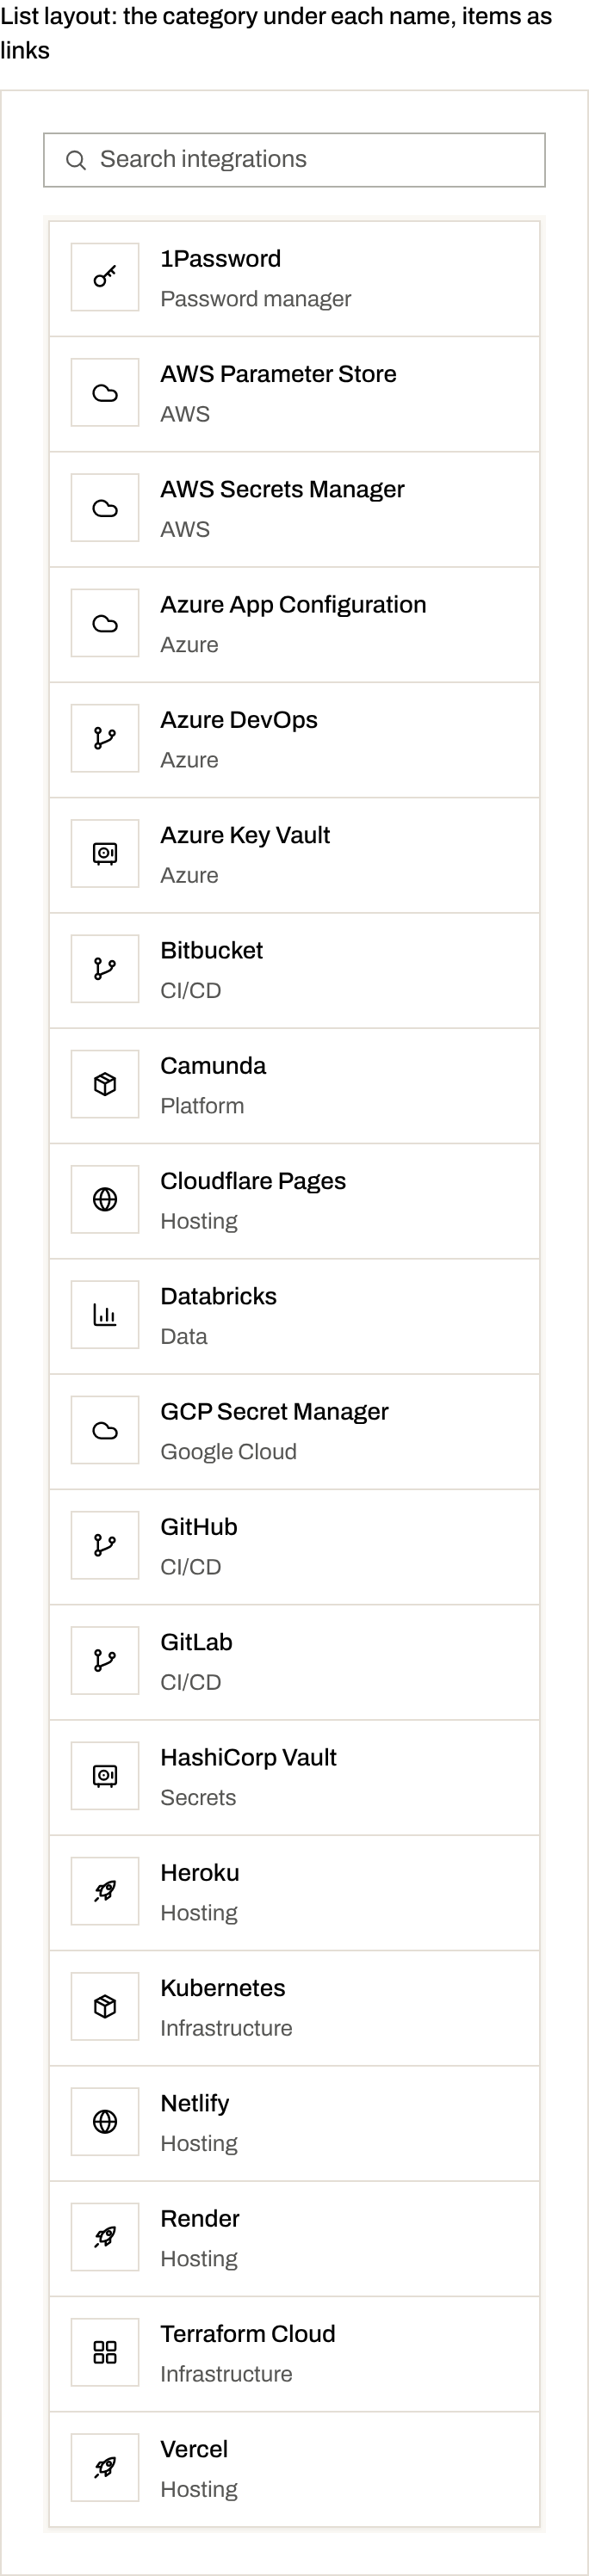 List layout: the category under each name, items as
links
Search integrations
1Password
Password manager
AWS Parameter Store
AWS
AWS Secrets Manager
AWS
Azure App Configuration
Azure
Azure DevOps
Azure
Azure Key Vault
Azure
Bitbucket
CI/CD
Camunda
Platform
Cloudflare Pages
Hosting
Databricks
Data
GCP Secret Manager
Google Cloud
GitHub
CI/CD
GitLab
CI/CD
HashiCorp Vault
Secrets
Heroku
Hosting
Kubernetes
Infrastructure
Netlify
Hosting
Render
Hosting
Terraform Cloud
Infrastructure
Vercel
Hosting